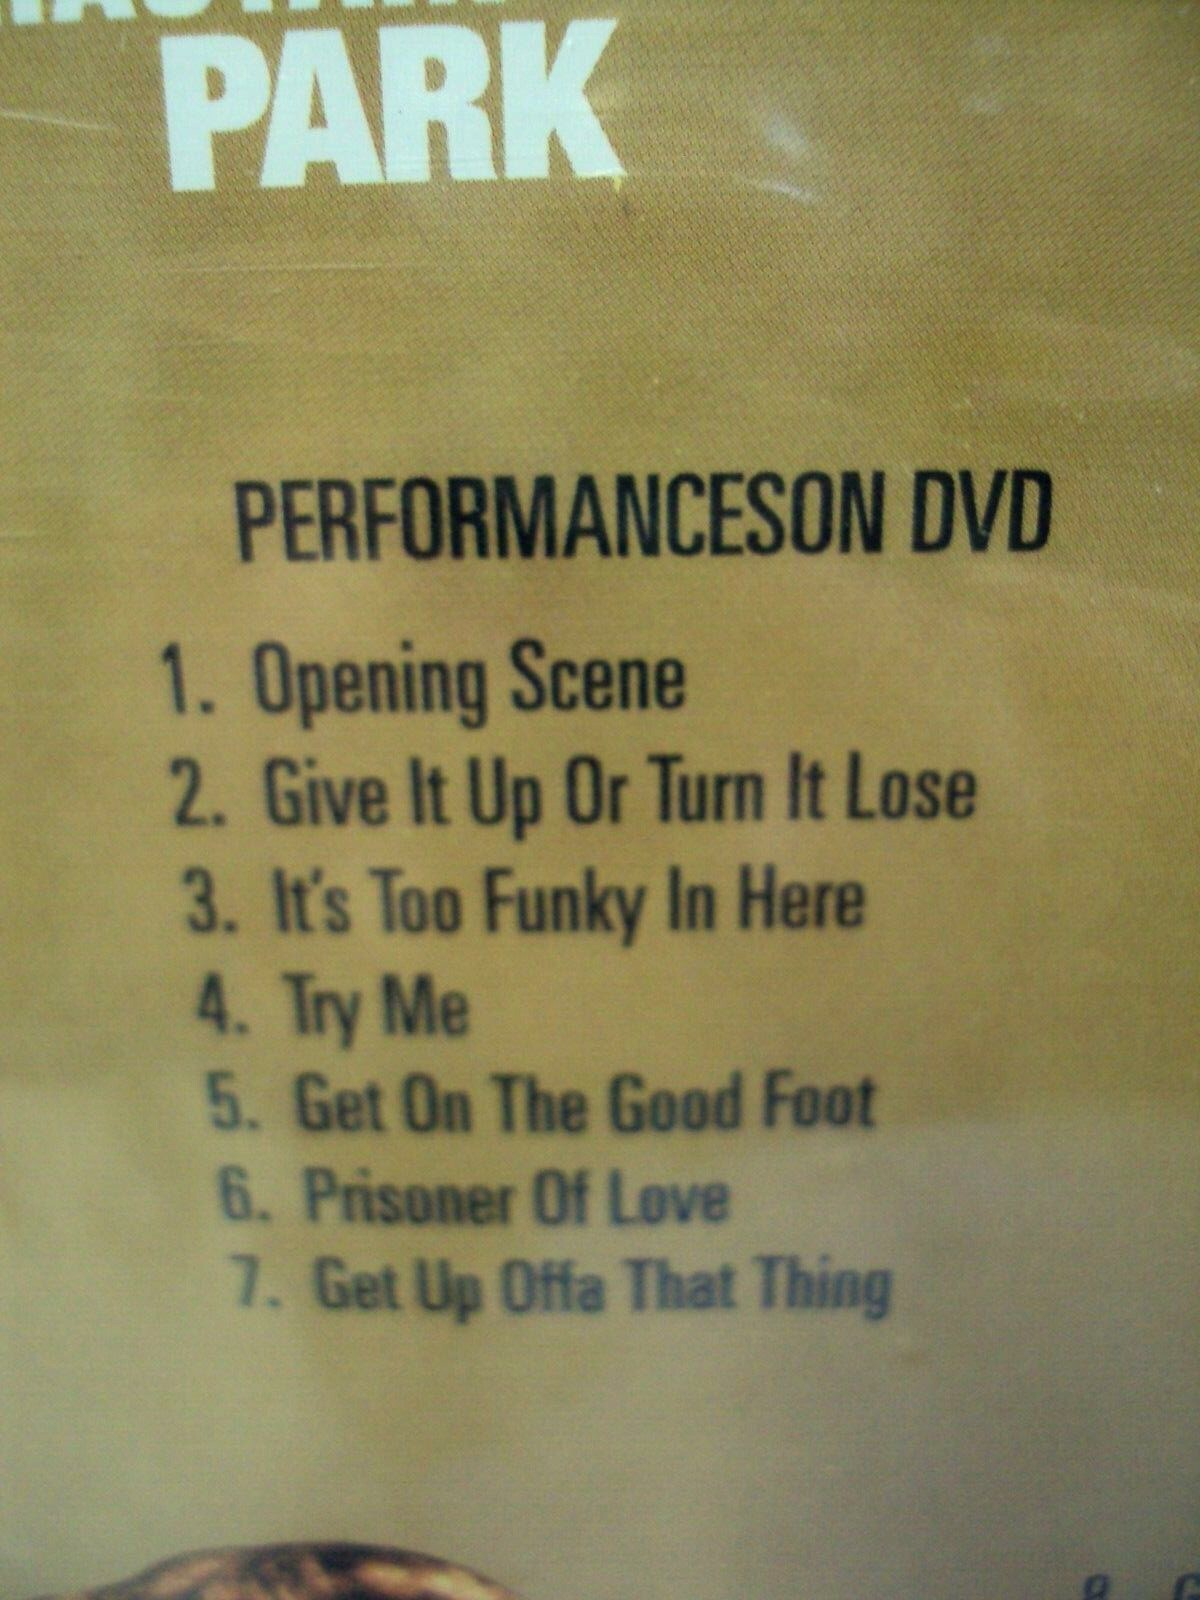 PARK
PERFORMANCESON DVD
1. Opening Scene
2. Give It Up Or Turn It Lose
3. It's Too Funky In Here
4. Try Me
5. Get On The Good Foot
6. Prisoner Of Love
7. Get Up Offa That Thing
8. G